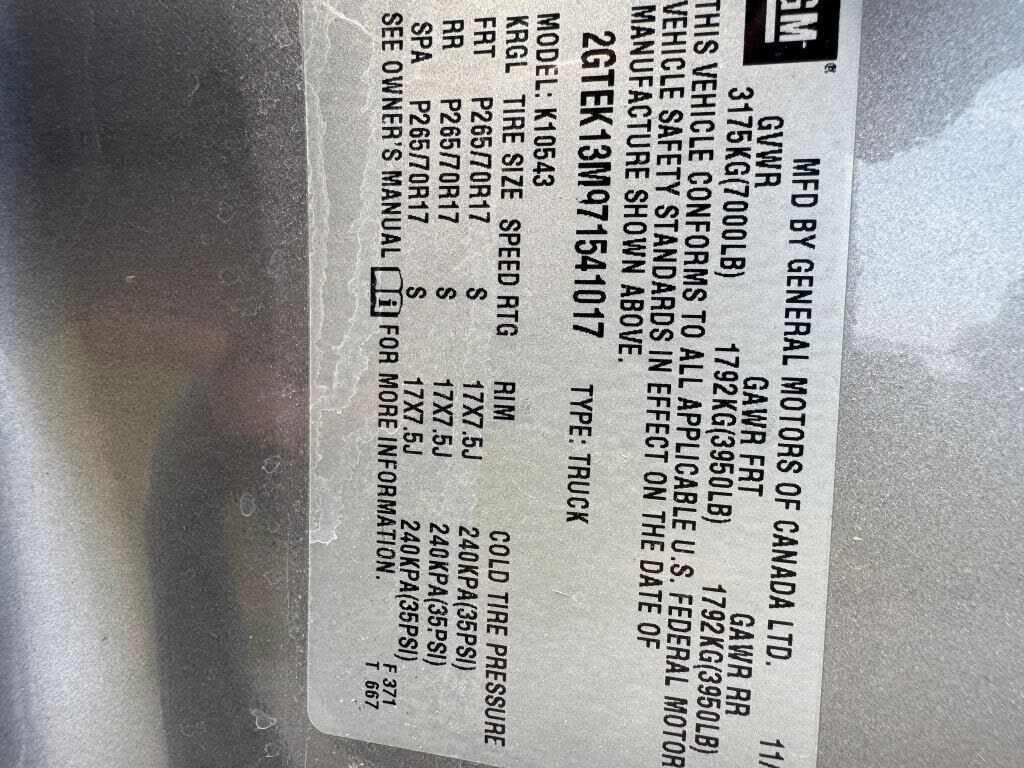 GM®
MFD BY GENERAL MOTORS OF CANADA LTD. 11/
GVWR GAWR FRT GAWR RR
3175KG(7000LB) 1792KG(3950LB) 1792KG(3950LB)
THIS VEHICLE CONFORMS TO ALL APPLICABLE U.S. FEDERAL MOTOR
VEHICLE SAFETY STANDARDS IN EFFECT ON THE DATE OF
MANUFACTURE SHOWN ABOVE.
2GTEK13M971541017 TYPE: TRUCK
MODEL: K10543
KRGL TIRE SIZE SPEED RTG RIM COLD TIRE PRESSURE
FRT P265/70R17 S 17X7.5J 240KPA(35PSI)
RR P265/70R17 S 17X7.5J 240KPA(35PSI)
SPA P265/70R17 S 17X7.5J 240KPA(35PSI)
SEE OWNER'S MANUAL i FOR MORE INFORMATION.
F 371
T 667